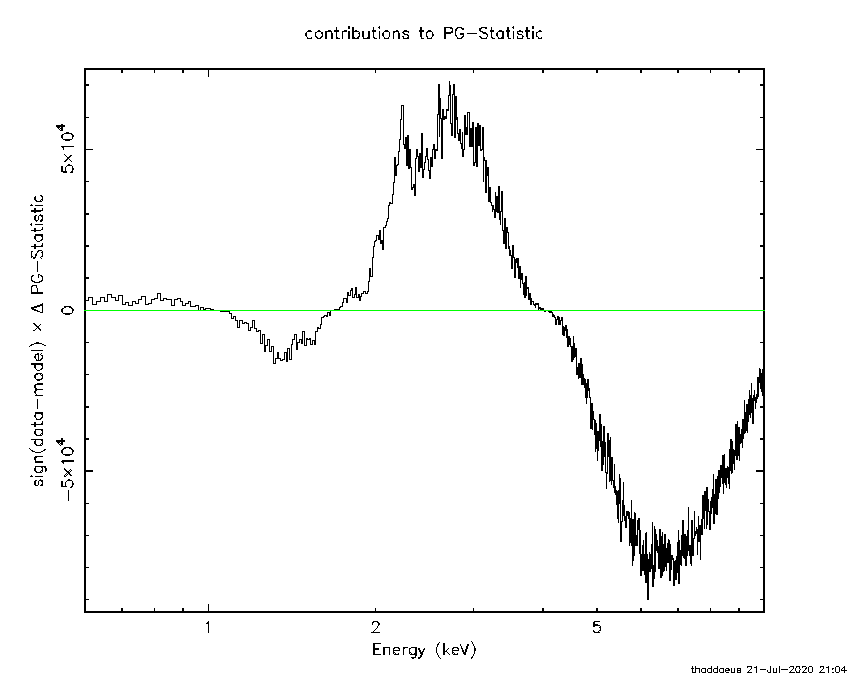 contributions to PG-Statistic
sign(data-model) × Δ PG-Statistic
5×10⁴
0
-5×10⁴
1 2 5
Energy (keV)
thaddaeus 21-Jul-2020 21:04